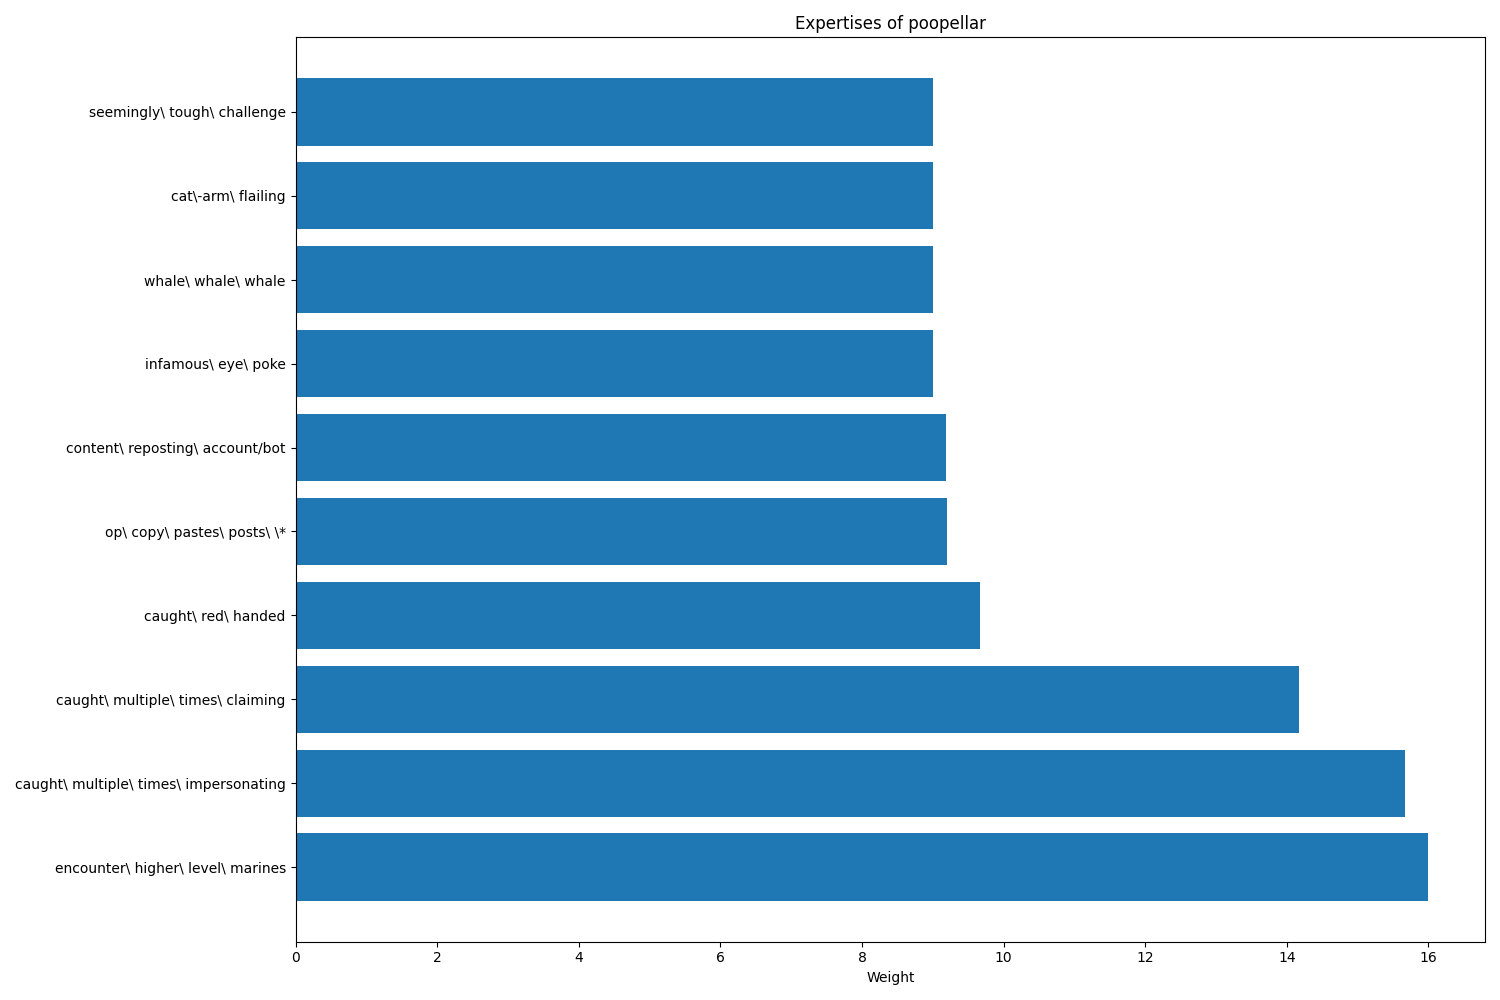 Expertises of poopellar
seemingly\ tough\ challenge
cat\-arm\ flailing
whale\ whale\ whale
infamous\ eye\ poke
content\ reposting\ account/bot
op\ copy\ pastes\ posts\ \*
caught\ red\ handed
caught\ multiple\ times\ claiming
caught\ multiple\ times\ impersonating
encounter\ higher\ level\ marines
0 2 4 6 8 10 12 14 16
Weight